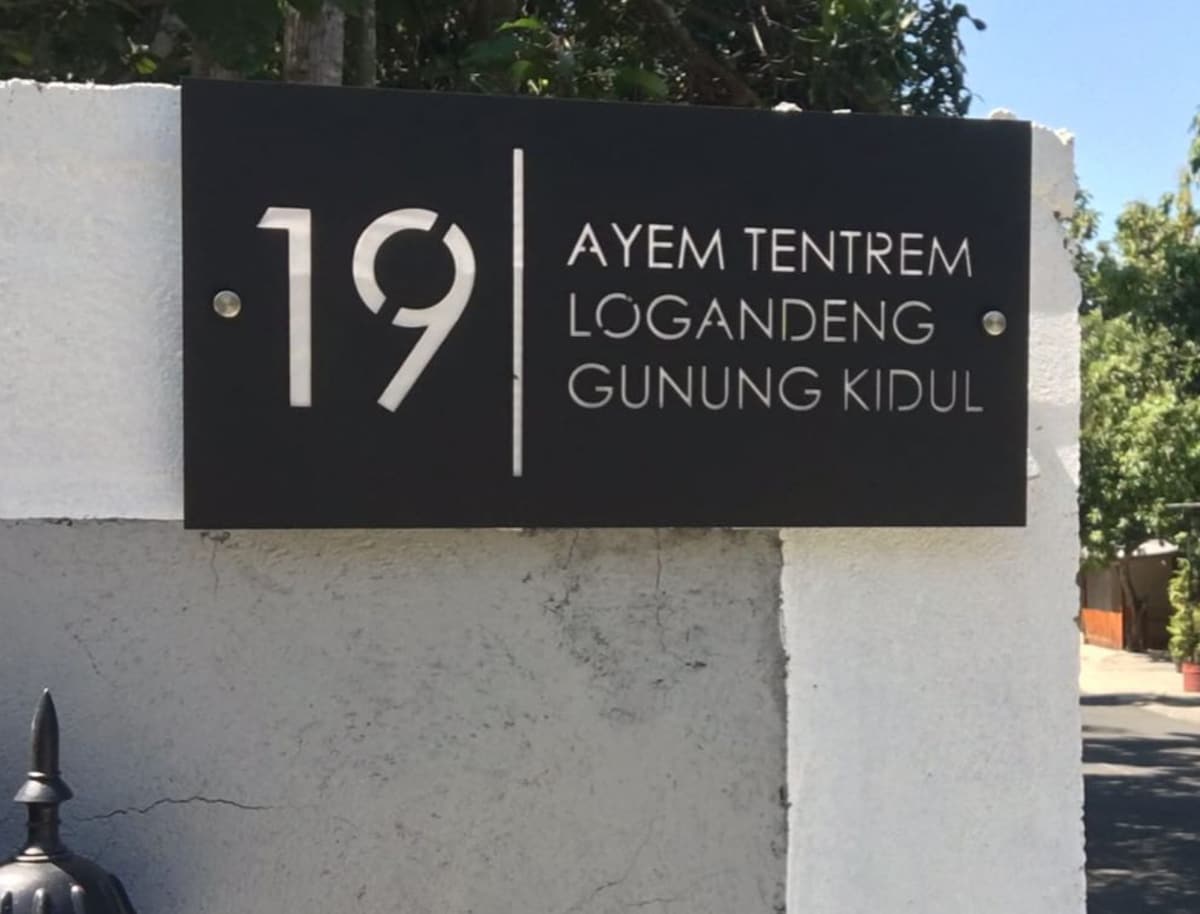 19
AYEM TENTREM
LOGANDENG
GUNUNG KIDUL